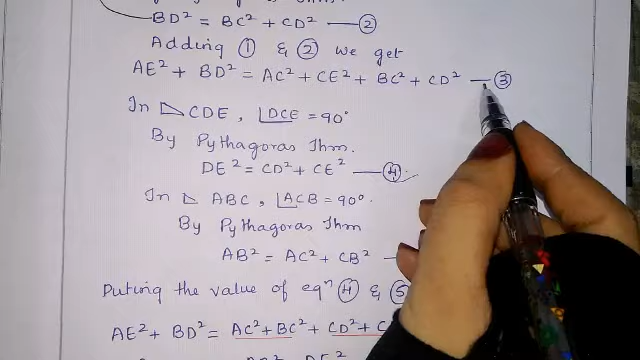 BD² = BC² + CD² — ②
Adding ① & ② we get
AE² + BD² = AC² + CE² + BC² + CD² — ③
In ◺ CDE, ∠DCE = 90°
By Pythagoras Thm.
DE² = CD² + CE² — ④.
In ◺ ABC, ∠ACB = 90°.
By Pythagoras Thm
AB² = AC² + CB² —
Puting the value of eqⁿ ④ & ⑤
AE² + BD² = AC² + BC² + CD² + C